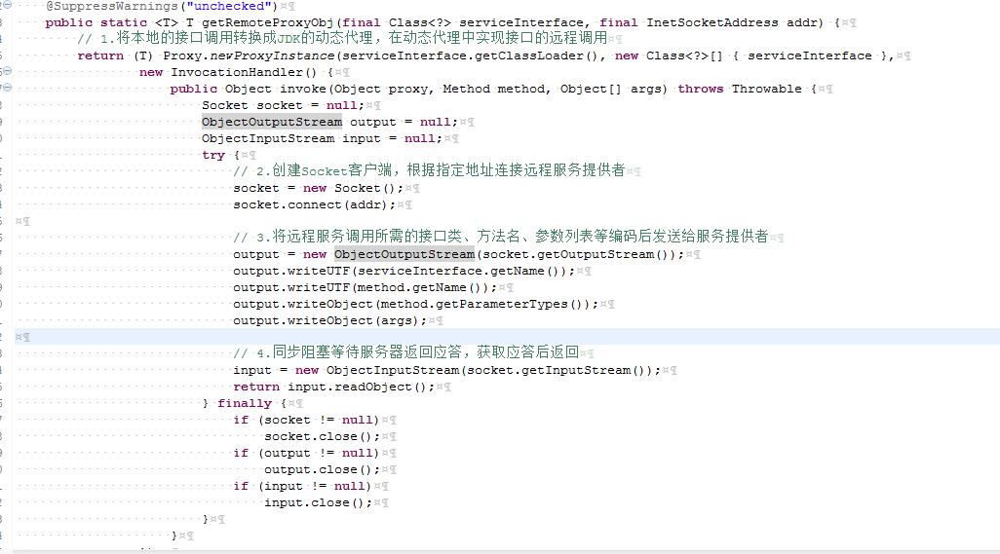 @SuppressWarnings("unchecked")
public static <T> T getRemoteProxyObj(final Class<?> serviceInterface, final InetSocketAddress addr) {
// 1.将本地的接口调用转换成JDK的动态代理，在动态代理中实现接口的远程调用
return (T) Proxy.newProxyInstance(serviceInterface.getClassLoader(), new Class<?>[] { serviceInterface },
new InvocationHandler() {
public Object invoke(Object proxy, Method method, Object[] args) throws Throwable {
Socket socket = null;
ObjectOutputStream output = null;
ObjectInputStream input = null;
try {
// 2.创建Socket客户端，根据指定地址连接远程服务提供者
socket = new Socket();
socket.connect(addr);
// 3.将远程服务调用所需的接口类、方法名、参数列表等编码后发送给服务提供者
output = new ObjectOutputStream(socket.getOutputStream());
output.writeUTF(serviceInterface.getName());
output.writeUTF(method.getName());
output.writeObject(method.getParameterTypes());
output.writeObject(args);
// 4.同步阻塞等待服务器返回应答，获取应答后返回
input = new ObjectInputStream(socket.getInputStream());
return input.readObject();
} finally {
if (socket != null)
socket.close();
if (output != null)
output.close();
if (input != null)
input.close();
}
}